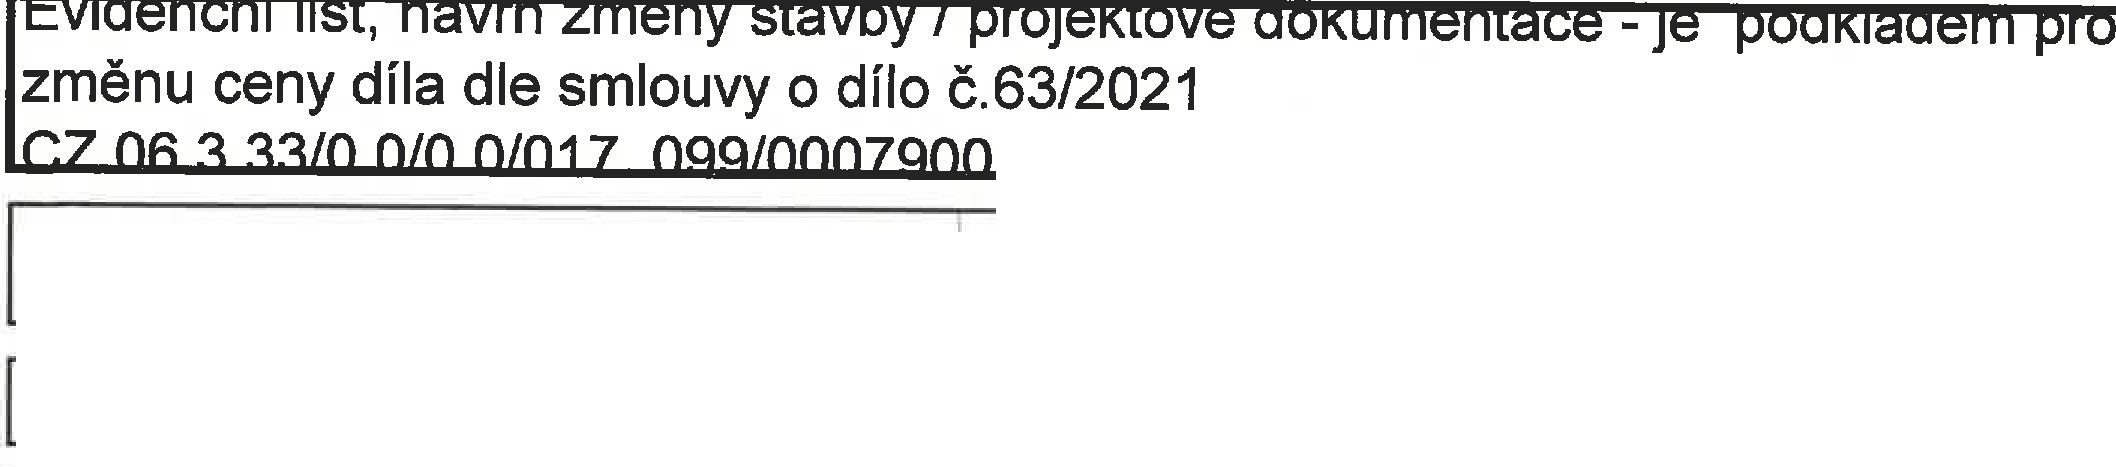 Evidenční list, návrh změny stavby / projektové dokumentace - je podkladem pro
změnu ceny díla dle smlouvy o dílo č.63/2021
CZ.06.3.33/0.0/0.0/017_099/0007900